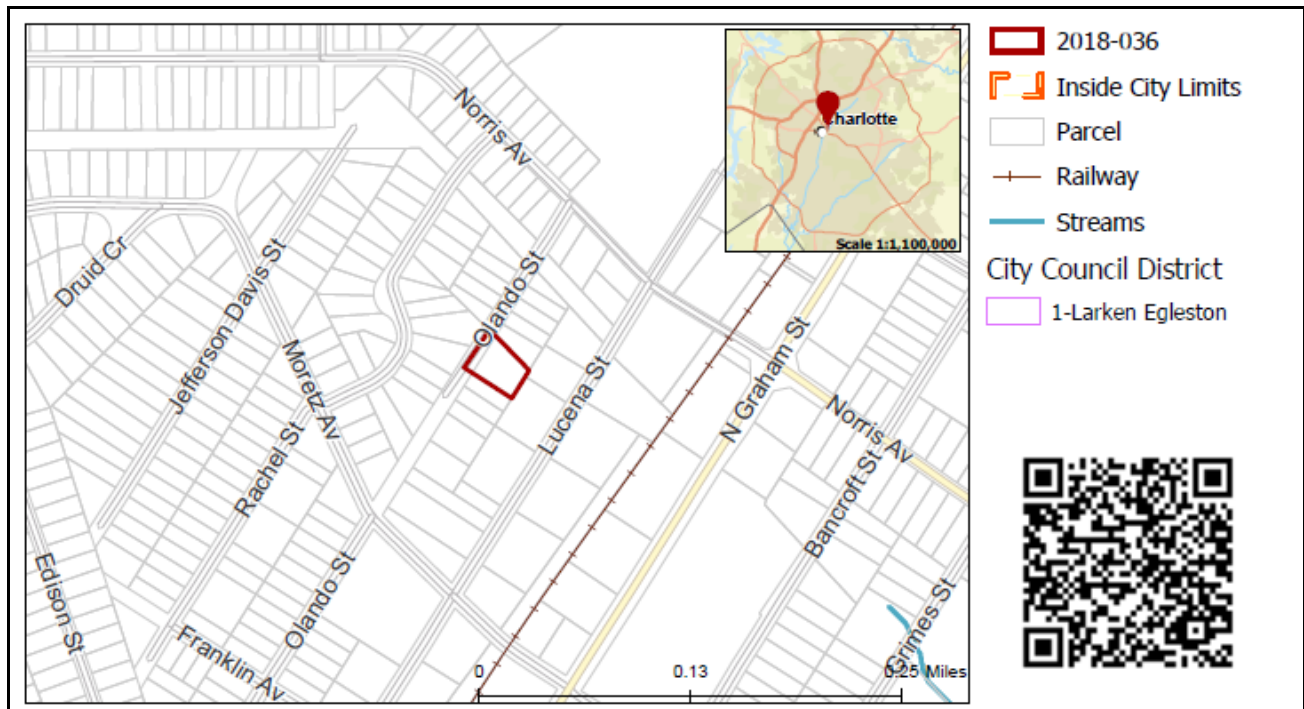 Norris Av
Druid Cr
Jefferson Davis St
Olando St
Moretz Av
Rachel St
Lucena St
N Graham St
Norris Av
Bancroft St
Edison St
Olando St
Franklin Av
Grimes St
0 0.13 0.25 Miles
Charlotte
Scale 1:1,100,000
2018-036
Inside City Limits
Parcel
Railway
Streams
City Council District
1-Larken Egleston